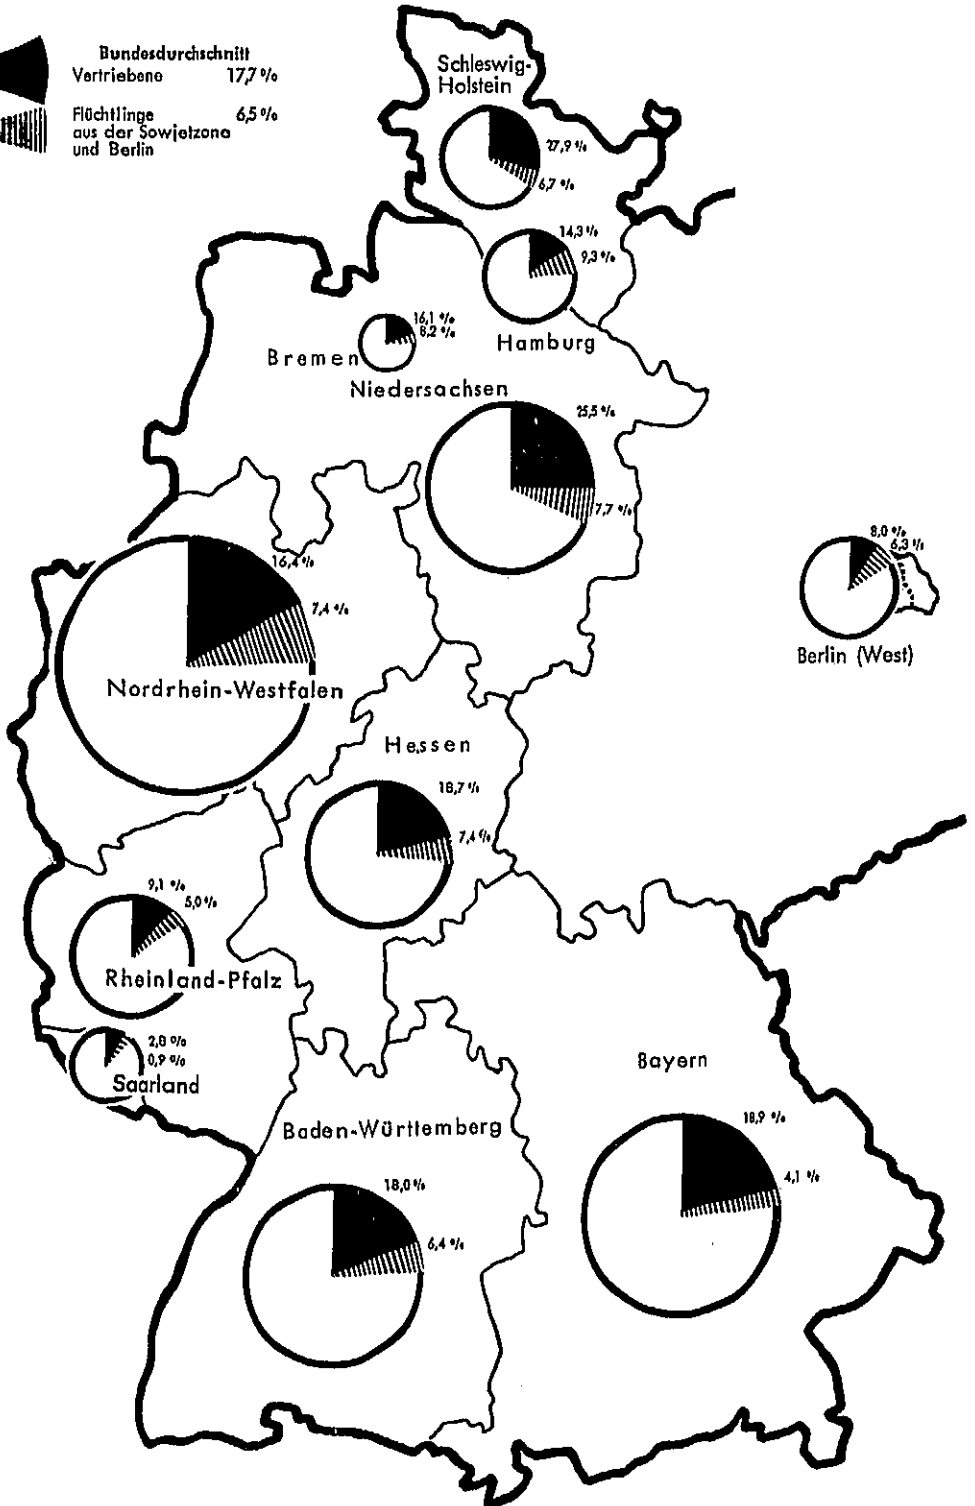 Bundesdurchschnitt
Vertriebene 17,7%
Flüchtlinge 6,5%
aus der Sowjetzone
und Berlin
Schleswig-
Holstein
27,9 %
6,7 %
14,3%
9,3 %
Hamburg
16,1 %
8,2 %
Bremen
Niedersachsen
25,5 %
7,7 %
16,4%
7,4 %
Nordrhein-Westfalen
8,0 %
6,3 %
Berlin (West)
Hessen
18,7 %
7,4 %
9,1 %
5,0 %
Rheinland-Pfalz
2,8 %
0,9 %
Saarland
Bayern
18,9 %
4,1 %
Baden-Württemberg
18,0%
6,4 %